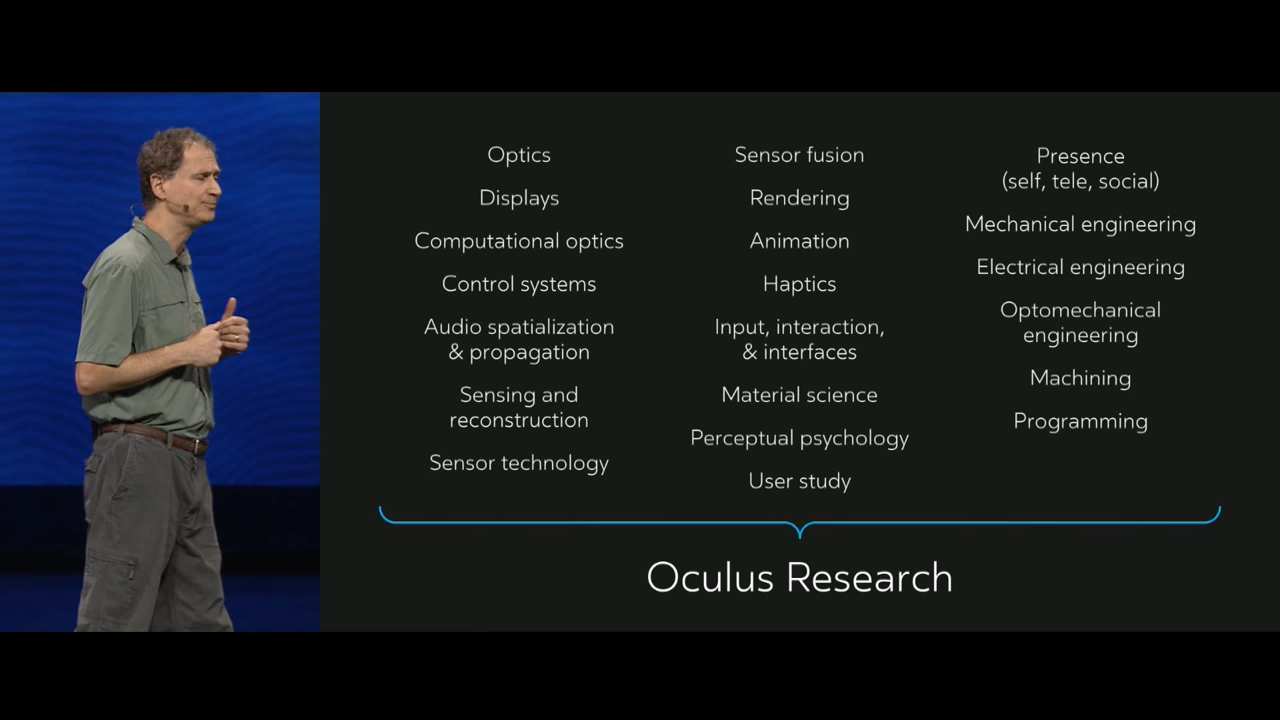 Optics
Displays
Computational optics
Control systems
Audio spatialization
& propagation
Sensing and
reconstruction
Sensor technology
Sensor fusion
Rendering
Animation
Haptics
Input, interaction,
& interfaces
Material science
Perceptual psychology
User study
Presence
(self, tele, social)
Mechanical engineering
Electrical engineering
Optomechanical
engineering
Machining
Programming
Oculus Research